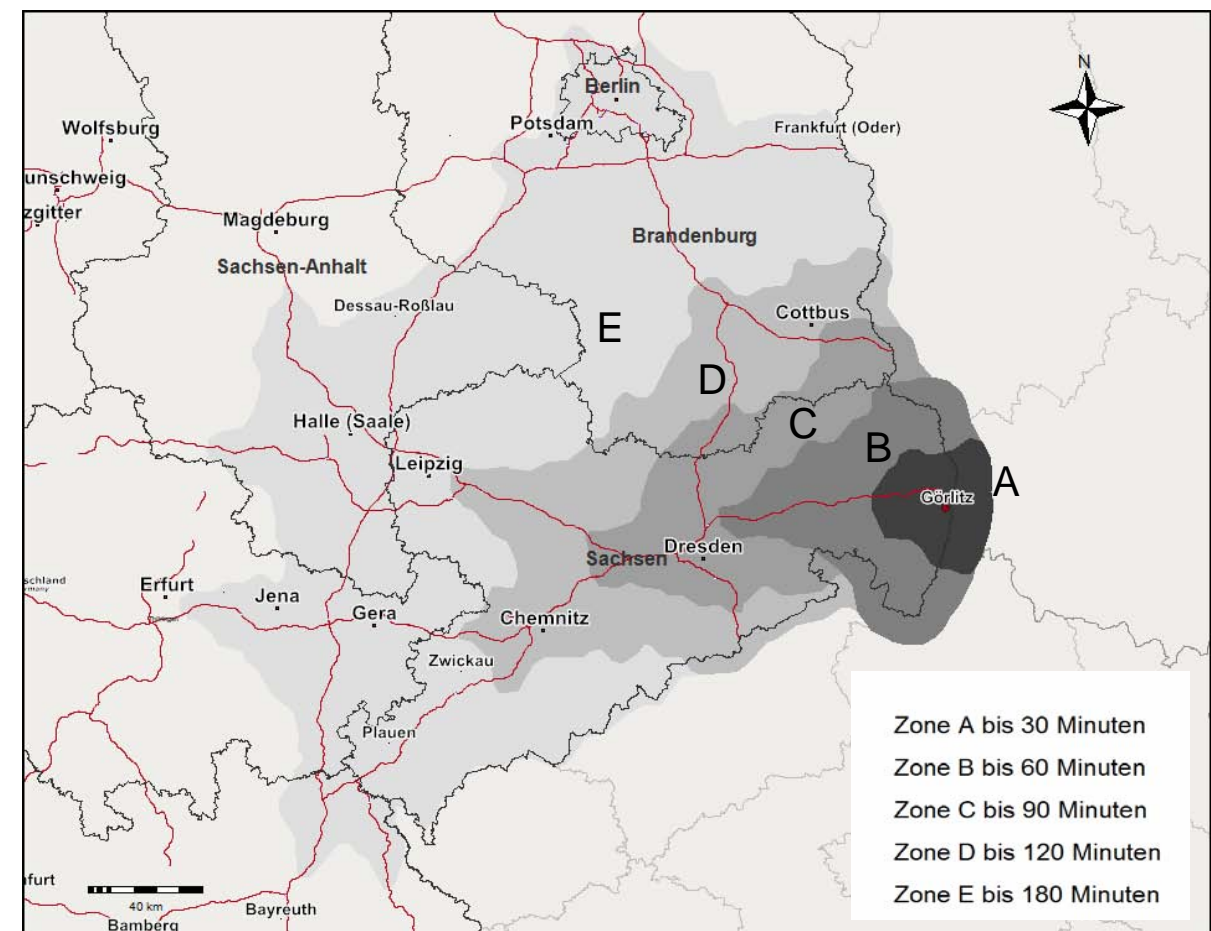 N
Berlin
Wolfsburg
Potsdam
Frankfurt (Oder)
unschweig
zgitter
Magdeburg
Brandenburg
Sachsen-Anhalt
Dessau-Roßlau
Cottbus
E
D
Halle (Saale)
C
B
Leipzig
A
Görlitz
Dresden
Sachsen
schland
Erfurt
Jena
Gera
Chemnitz
Zwickau
Plauen
Zone A bis 30 Minuten
Zone B bis 60 Minuten
Zone C bis 90 Minuten
Zone D bis 120 Minuten
Zone E bis 180 Minuten
furt
40 km
Bayreuth
Bamberg